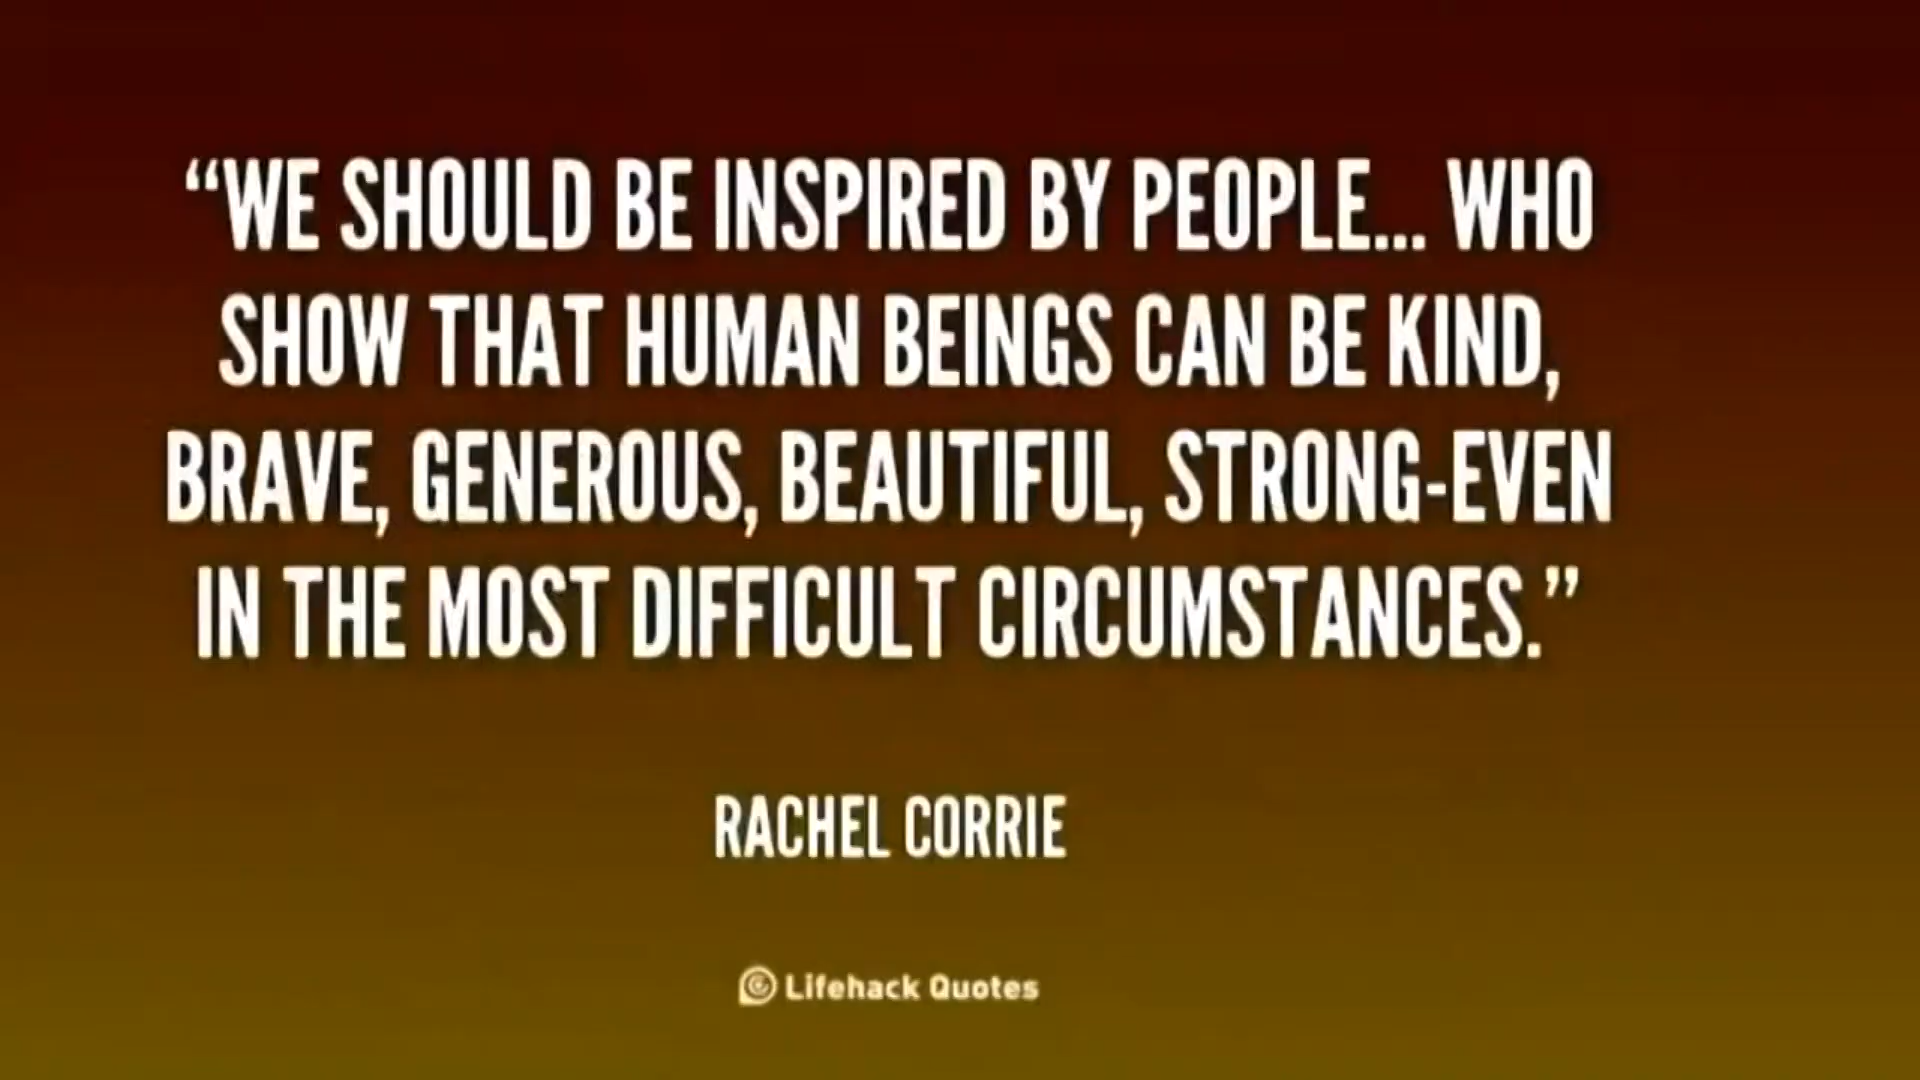 “WE SHOULD BE INSPIRED BY PEOPLE... WHO
SHOW THAT HUMAN BEINGS CAN BE KIND,
BRAVE, GENEROUS, BEAUTIFUL, STRONG-EVEN
IN THE MOST DIFFICULT CIRCUMSTANCES.”
RACHEL CORRIE
Lifehack Quotes